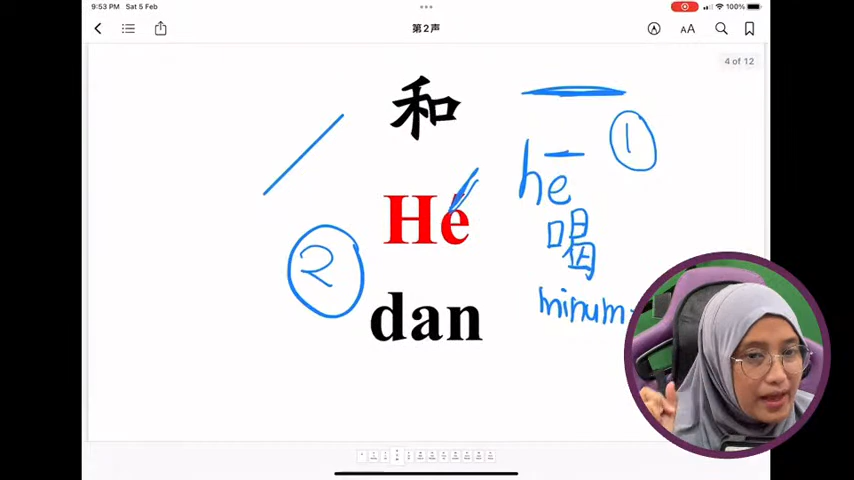 9:53 PM Sat 5 Feb
100%
第2声
AA
4 of 12
和
Hé
dan
2
1
hē
喝
minum